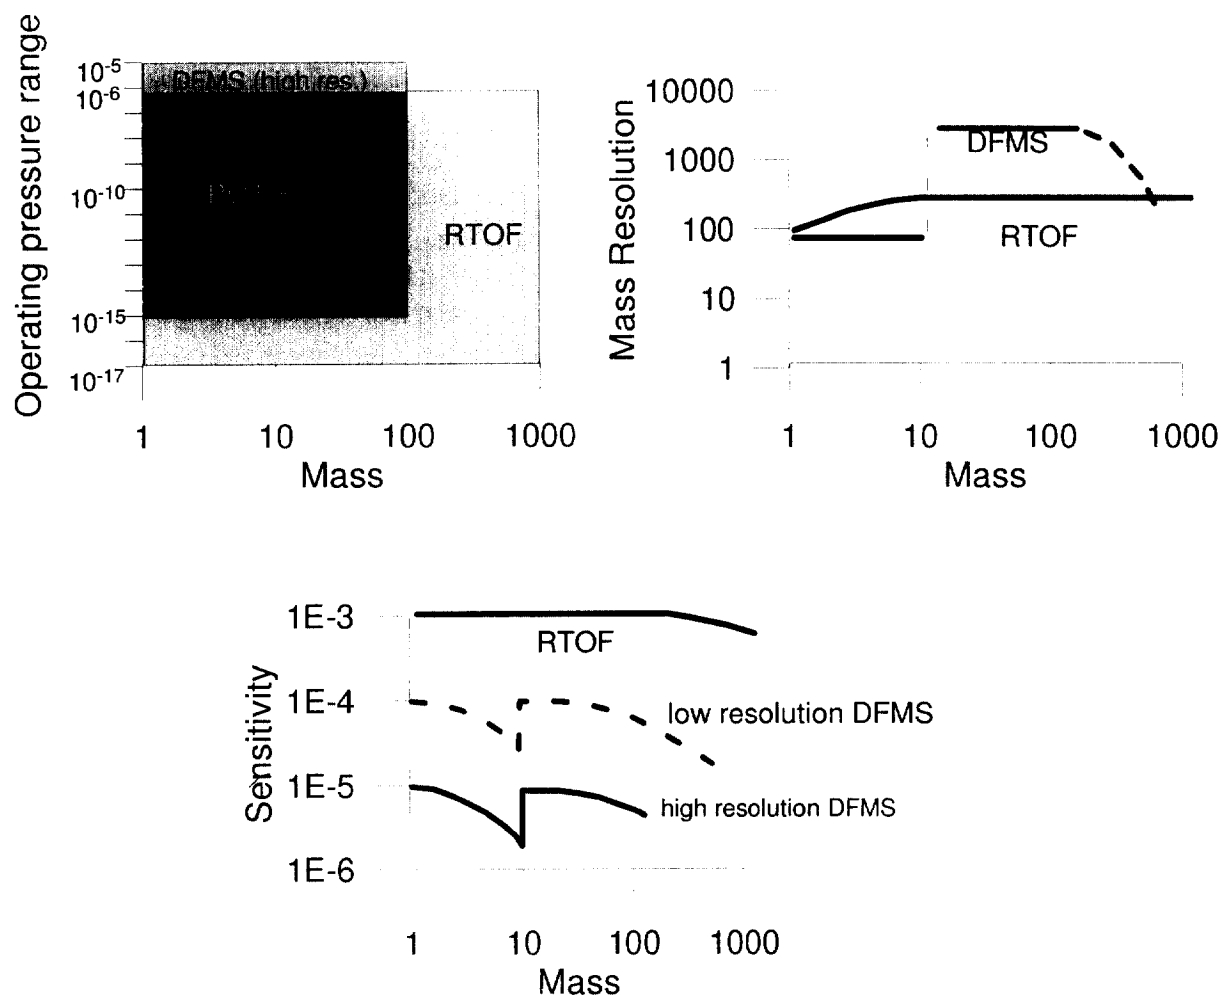 Operating pressure range
10-5
10-6
10-10
10-15
10-17
DFMS (high res.)
RTOF
1
10
100
1000
Mass
Mass Resolution
10000
1000
100
10
1
DFMS
RTOF
1
10
100
1000
Mass
Sensitivity
1E-3
1E-4
1E-5
1E-6
RTOF
low resolution DFMS
high resolution DFMS
1
10
100
1000
Mass